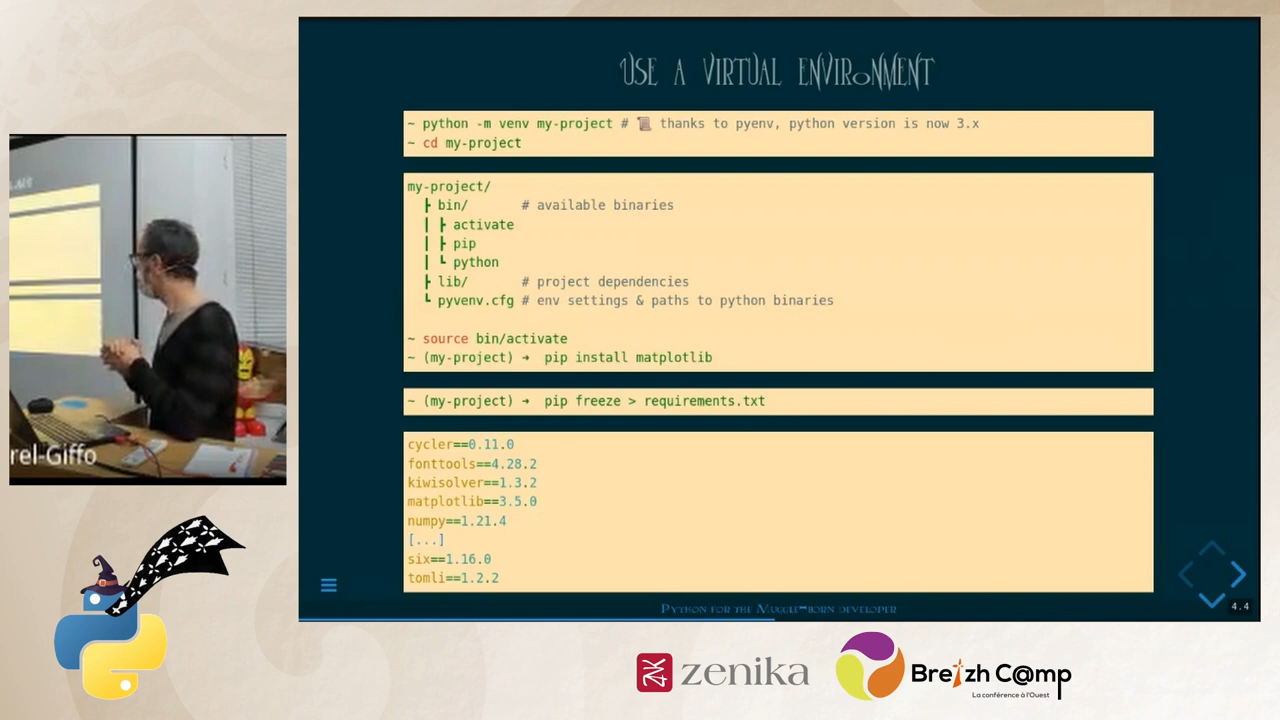 USE A VIRTUAL ENVIRONMENT
~ python -m venv my-project # 📜 thanks to pyenv, python version is now 3.x
~ cd my-project
my-project/
┣ bin/ # available binaries
┃ ┣ activate
┃ ┣ pip
┃ ┗ python
┣ lib/ # project dependencies
┗ pyvenv.cfg # env settings & paths to python binaries
~ source bin/activate
~ (my-project) ➜ pip install matplotlib
~ (my-project) ➜ pip freeze > requirements.txt
cycler==0.11.0
fonttools==4.28.2
kiwisolver==1.3.2
matplotlib==3.5.0
numpy==1.21.4
[...]
six==1.16.0
tomli==1.2.2
PYTHON FOR THE MUGGLE-BORN DEVELOPER
4.4
rel-Giffo
zenika
Breizh C@mp
La conférence à l'Ouest